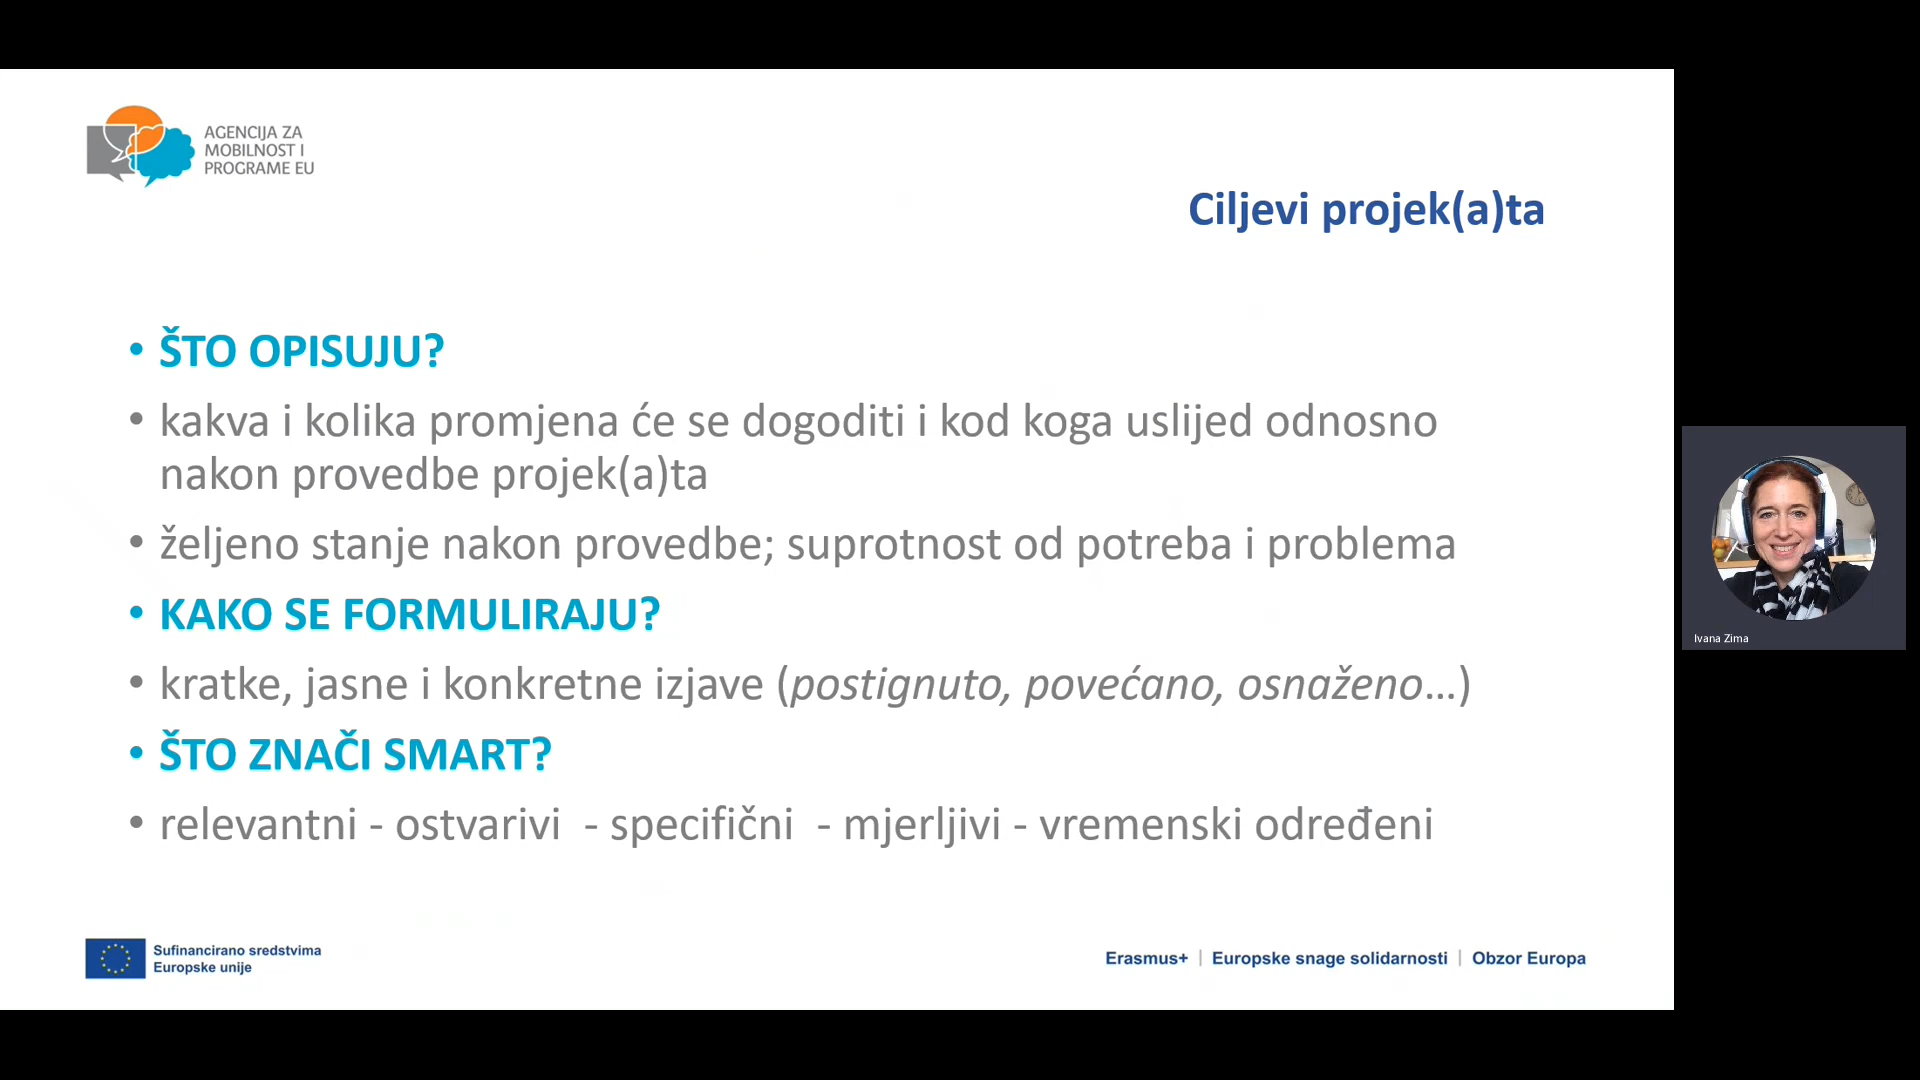 AGENCIJA ZA
MOBILNOST I
PROGRAME EU
Ciljevi projek(a)ta
• ŠTO OPISUJU?
• kakva i kolika promjena će se dogoditi i kod koga uslijed odnosno
nakon provedbe projek(a)ta
• željeno stanje nakon provedbe; suprotnost od potreba i problema
• KAKO SE FORMULIRAJU?
• kratke, jasne i konkretne izjave (postignuto, povećano, osnaženo…)
• ŠTO ZNAČI SMART?
• relevantni - ostvarivi  - specifični  - mjerljivi - vremenski određeni
Ivana Zima
Sufinancirano sredstvima
Europske unije
Erasmus+ | Europske snage solidarnosti | Obzor Europa